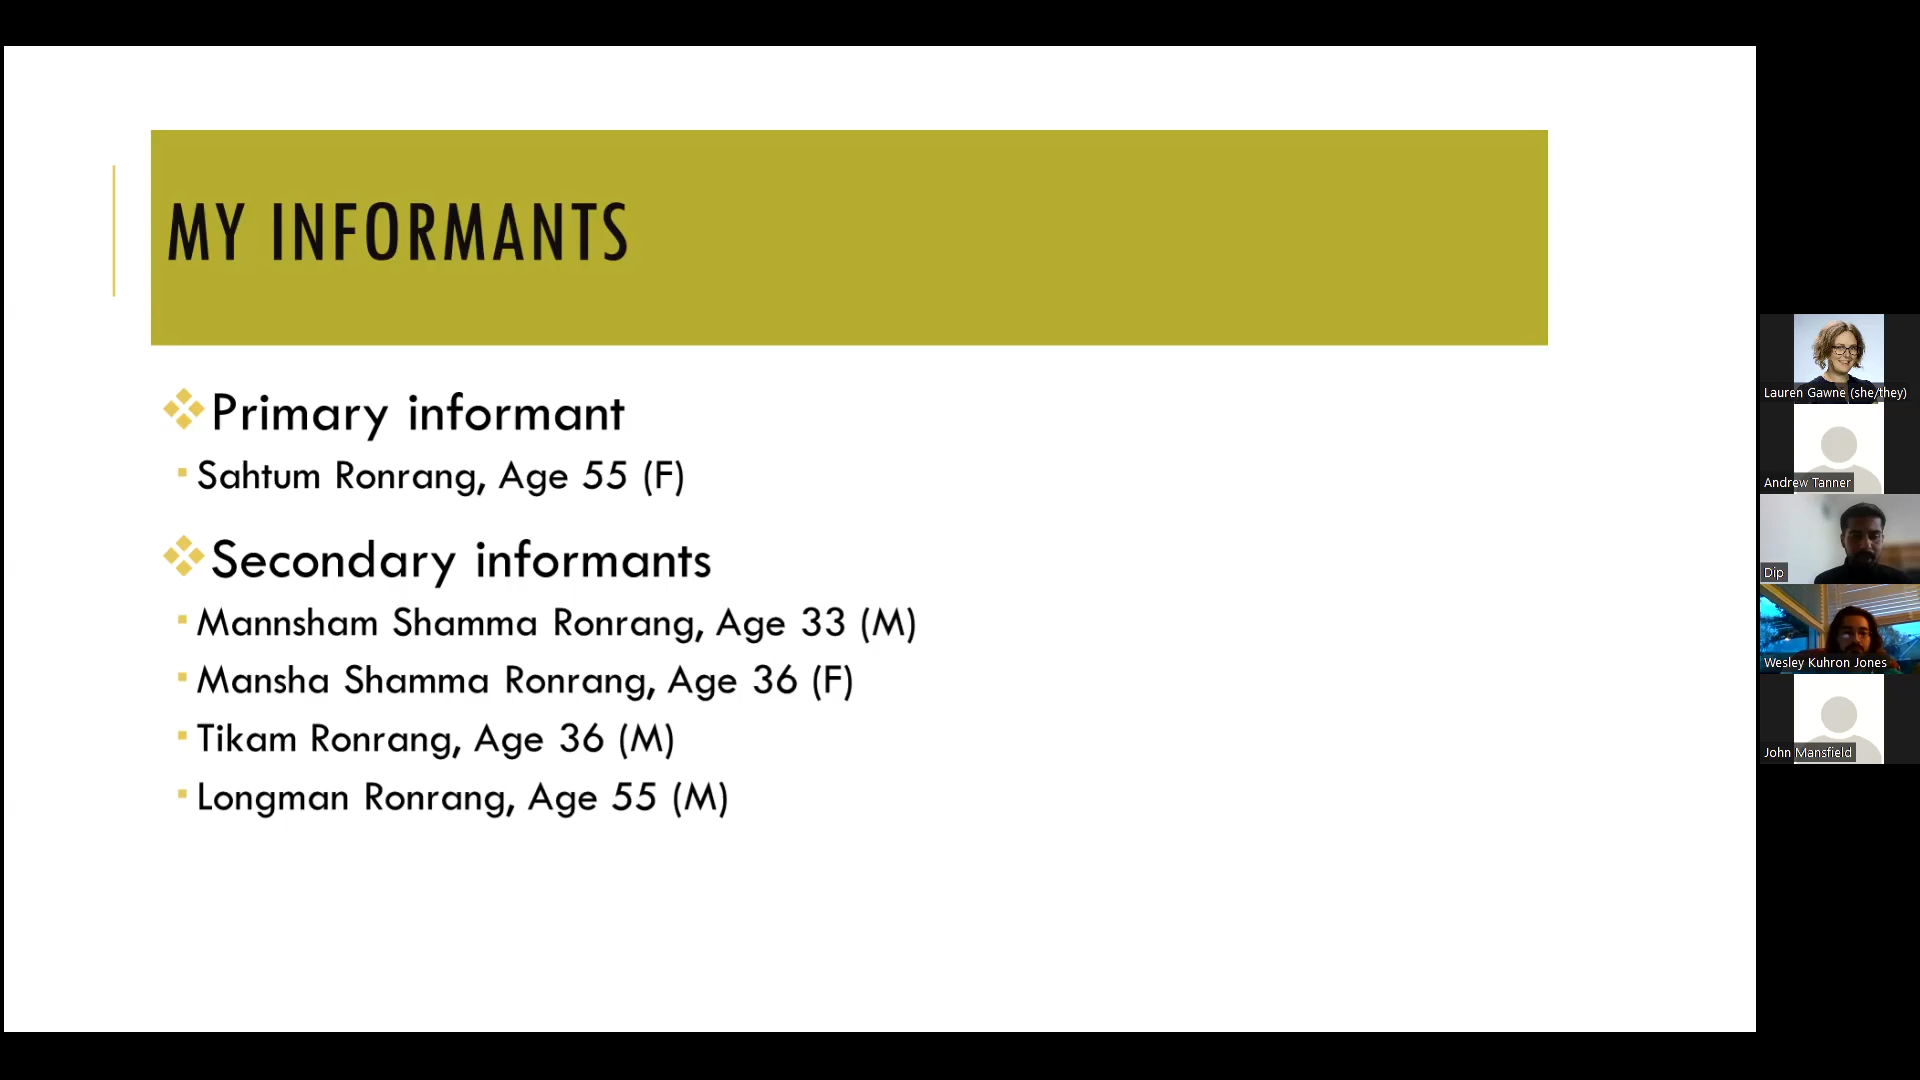 MY INFORMANTS
Primary informant
Sahtum Ronrang, Age 55 (F)
Secondary informants
Mannsham Shamma Ronrang, Age 33 (M)
Mansha Shamma Ronrang, Age 36 (F)
Tikam Ronrang, Age 36 (M)
Longman Ronrang, Age 55 (M)
Lauren Gawne (she/they)
Andrew Tanner
Dip
Wesley Kuhron Jones
John Mansfield